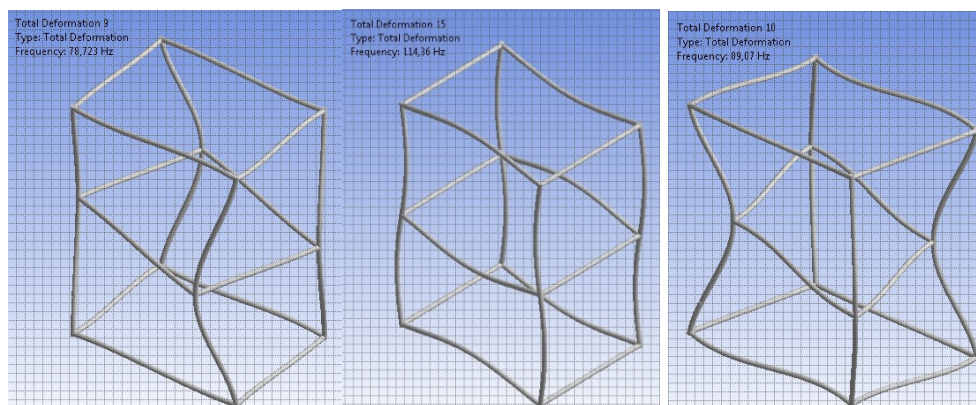 Total Deformation 9
Type: Total Deformation
Frequency: 78,723 Hz
Total Deformation 15
Type: Total Deformation
Frequency: 114,36 Hz
Total Deformation 10
Type: Total Deformation
Frequency: 89,07 Hz